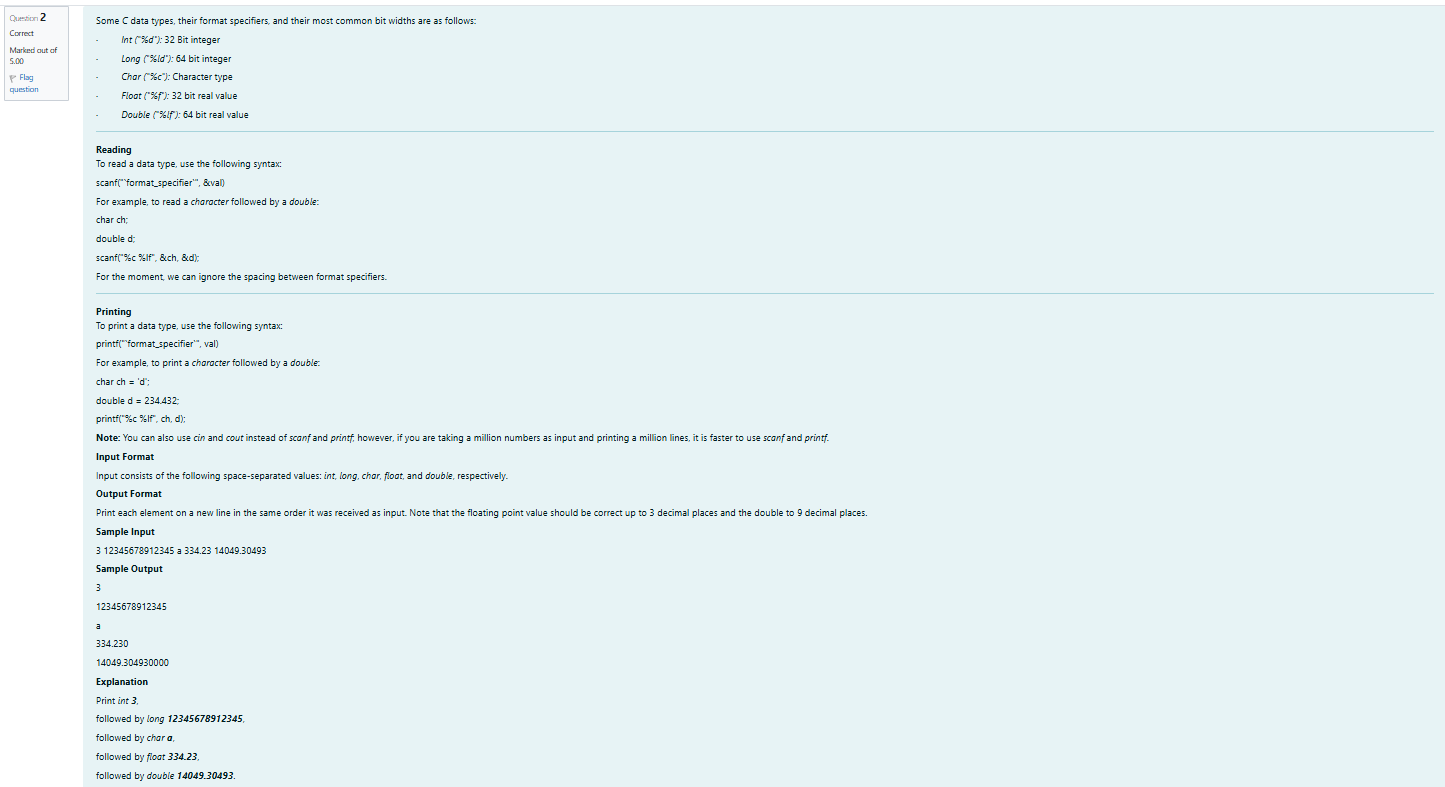 Question 2
Correct
Marked out of
5.00
Flag
question
Some C data types, their format specifiers, and their most common bit widths are as follows:
· Int ("%d"): 32 Bit integer
· Long ("%ld"): 64 bit integer
· Char ("%c"): Character type
· Float ("%f"): 32 bit real value
· Double ("%lf"): 64 bit real value
Reading
To read a data type, use the following syntax:
scanf("`format_specifier`", &val)
For example, to read a character followed by a double:
char ch;
double d;
scanf("%c %lf", &ch, &d);
For the moment, we can ignore the spacing between format specifiers.
Printing
To print a data type, use the following syntax:
printf("`format_specifier`", val)
For example, to print a character followed by a double:
char ch = 'd';
double d = 234.432;
printf("%c %lf", ch, d);
Note: You can also use cin and cout instead of scanf and printf; however, if you are taking a million numbers as input and printing a million lines, it is faster to use scanf and printf.
Input Format
Input consists of the following space-separated values: int, long, char, float, and double, respectively.
Output Format
Print each element on a new line in the same order it was received as input. Note that the floating point value should be correct up to 3 decimal places and the double to 9 decimal places.
Sample Input
3 12345678912345 a 334.23 14049.30493
Sample Output
3
12345678912345
a
334.230
14049.304930000
Explanation
Print int 3,
followed by long 12345678912345,
followed by char a,
followed by float 334.23,
followed by double 14049.30493.